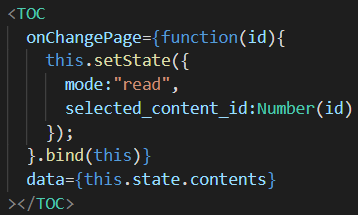 <TOC
  onChangePage={function(id){
    this.setState({
      mode:"read",
      selected_content_id:Number(id)
    });
  }.bind(this)}
  data={this.state.contents}
></TOC>